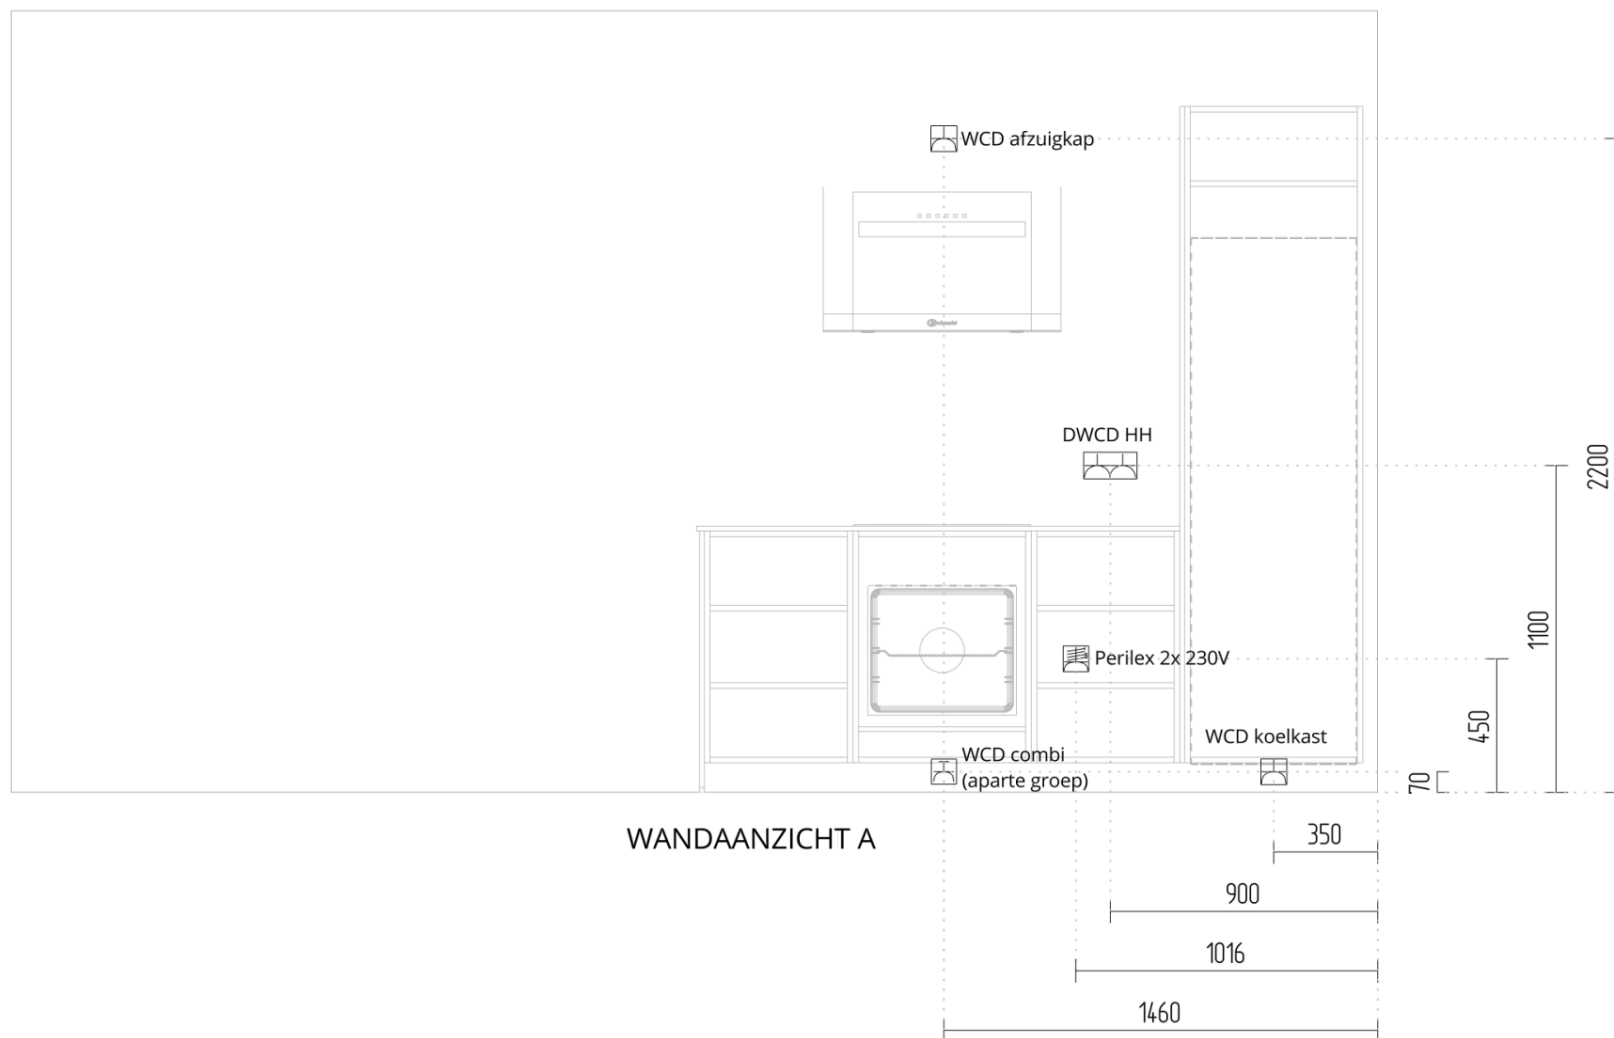 WCD afzuigkap
DWCD HH
2200
1100
Perilex 2x 230V
450
WCD koelkast
WCD combi
(aparte groep)
70
WANDAANZICHT A
350
900
1016
1460